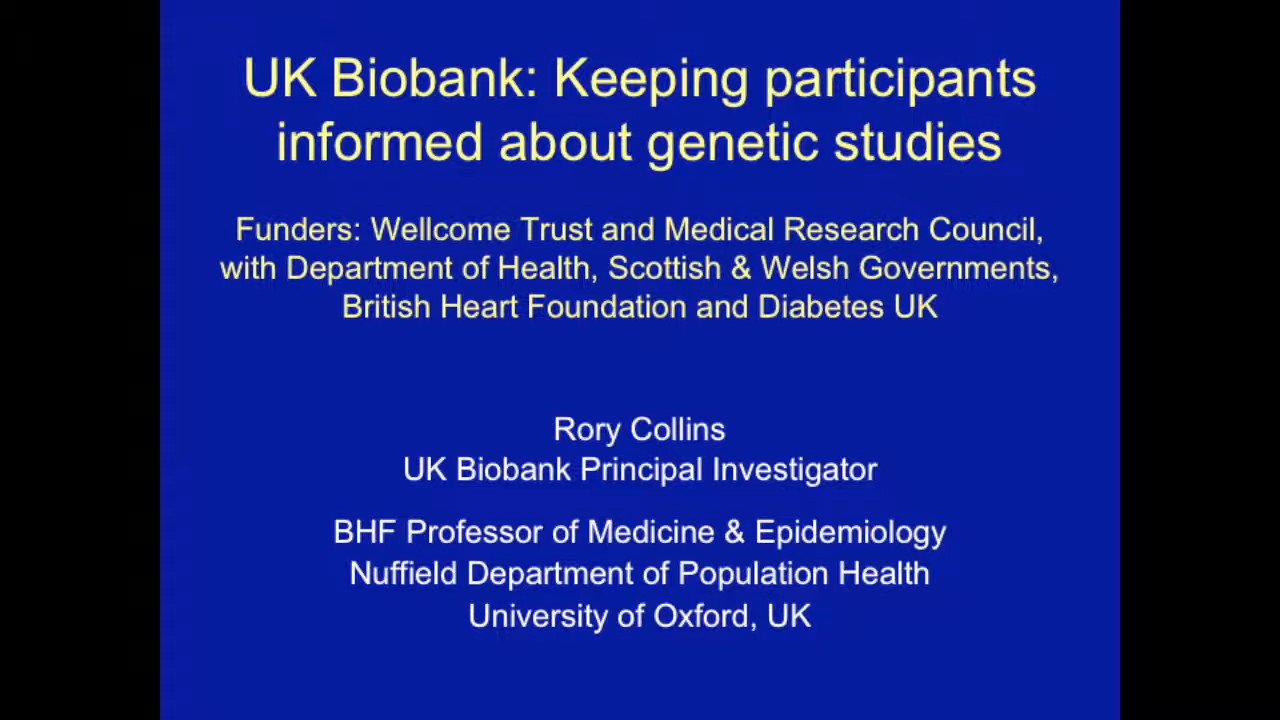 UK Biobank: Keeping participants
informed about genetic studies
Funders: Wellcome Trust and Medical Research Council,
with Department of Health, Scottish & Welsh Governments,
British Heart Foundation and Diabetes UK
Rory Collins
UK Biobank Principal Investigator
BHF Professor of Medicine & Epidemiology
Nuffield Department of Population Health
University of Oxford, UK